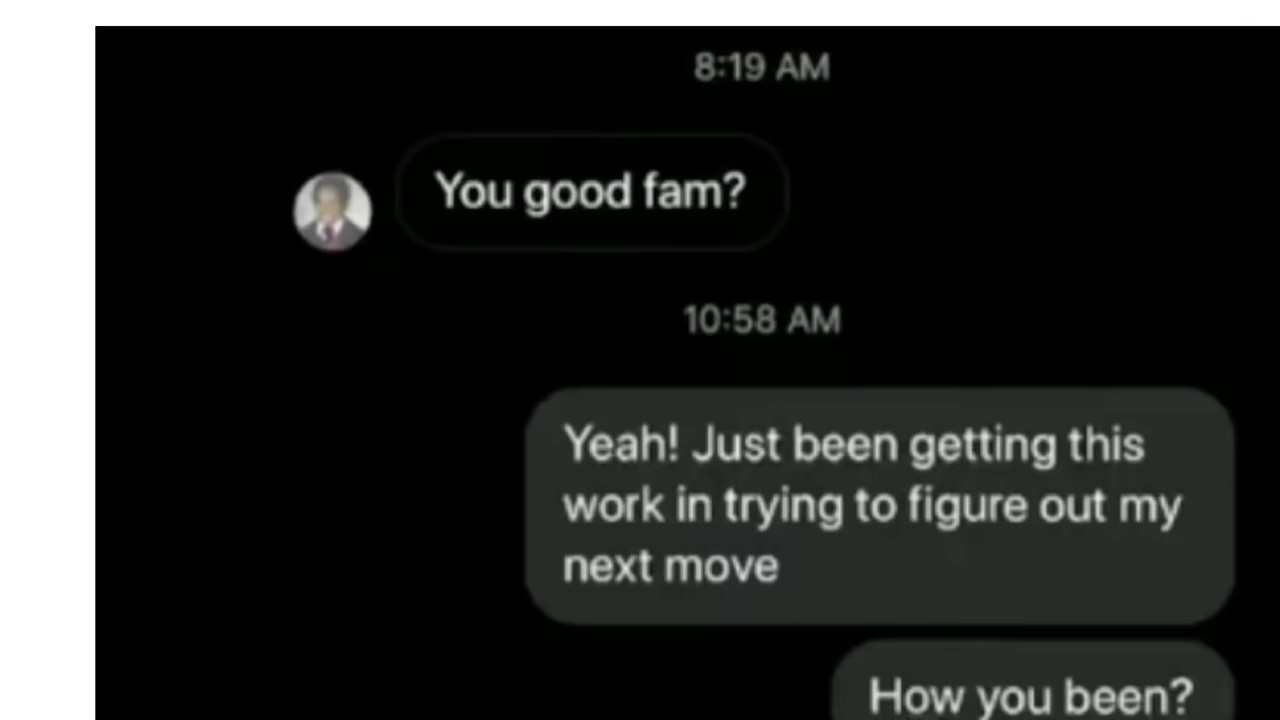 8:19 AM
You good fam?
10:58 AM
Yeah! Just been getting this
work in trying to figure out my
next move
How you been?